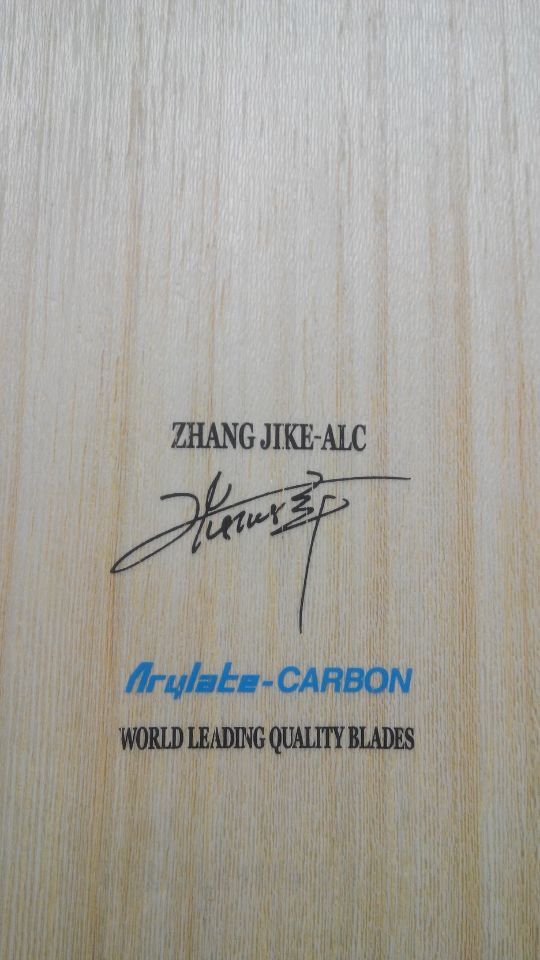 ZHANG JIKE-ALC
Arylate-CARBON
WORLD LEADING QUALITY BLADES